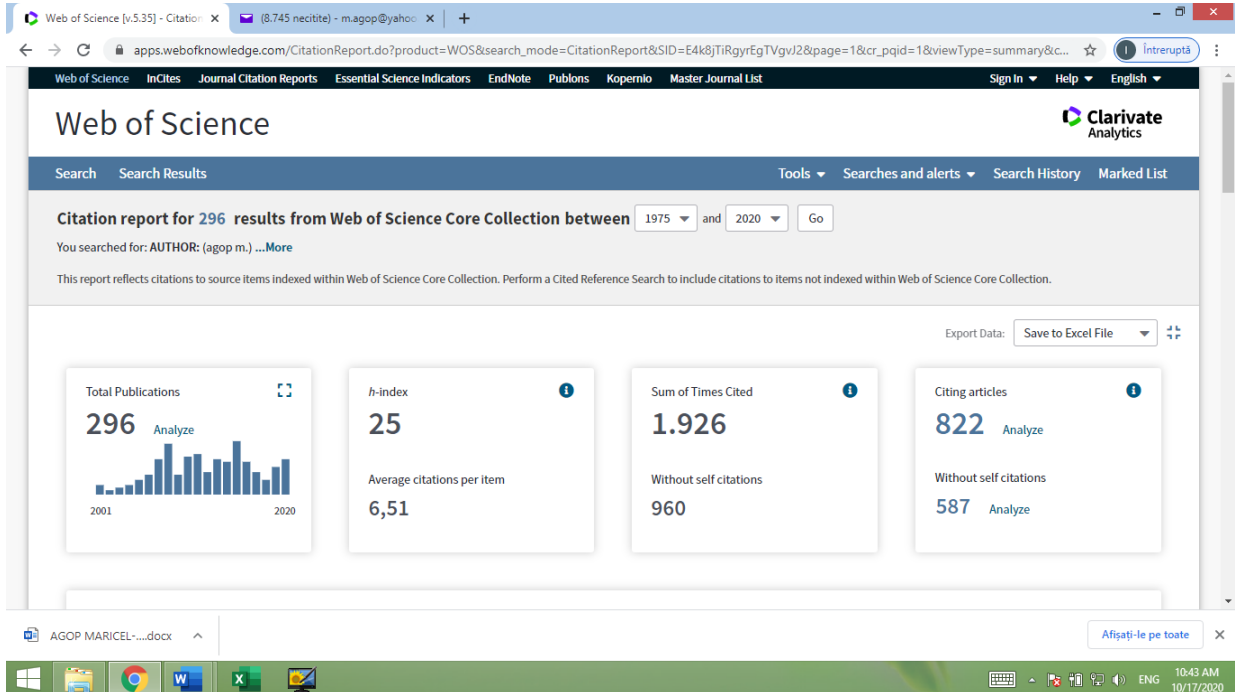 Web of Science [v.5.35] - Citation
(8.745 necitite) - m.agop@yahoo
apps.webofknowledge.com/CitationReport.do?product=WOS&search_mode=CitationReport&SID=E4k8jTiRgyrEgTVgvJ2&page=1&cr_pqid=1&viewType=summary&c...
I Întreruptă
Web of Science InCites Journal Citation Reports Essential Science Indicators EndNote Publons Kopernio Master Journal List Sign In Help English
Web of Science
Clarivate
Analytics
Search Search Results Tools Searches and alerts Search History Marked List
Citation report for 296 results from Web of Science Core Collection between 1975 and 2020 Go
You searched for: AUTHOR: (agop m.) ...More
This report reflects citations to source items indexed within Web of Science Core Collection. Perform a Cited Reference Search to include citations to items not indexed within Web of Science Core Collection.
Export Data: Save to Excel File
Total Publications
296 Analyze
2001 2020
h-index
25
Average citations per item
6,51
Sum of Times Cited
1.926
Without self citations
960
Citing articles
822 Analyze
Without self citations
587 Analyze
AGOP MARICEL-....docx
Afișați-le pe toate
ENG
10:43 AM
10/17/2020